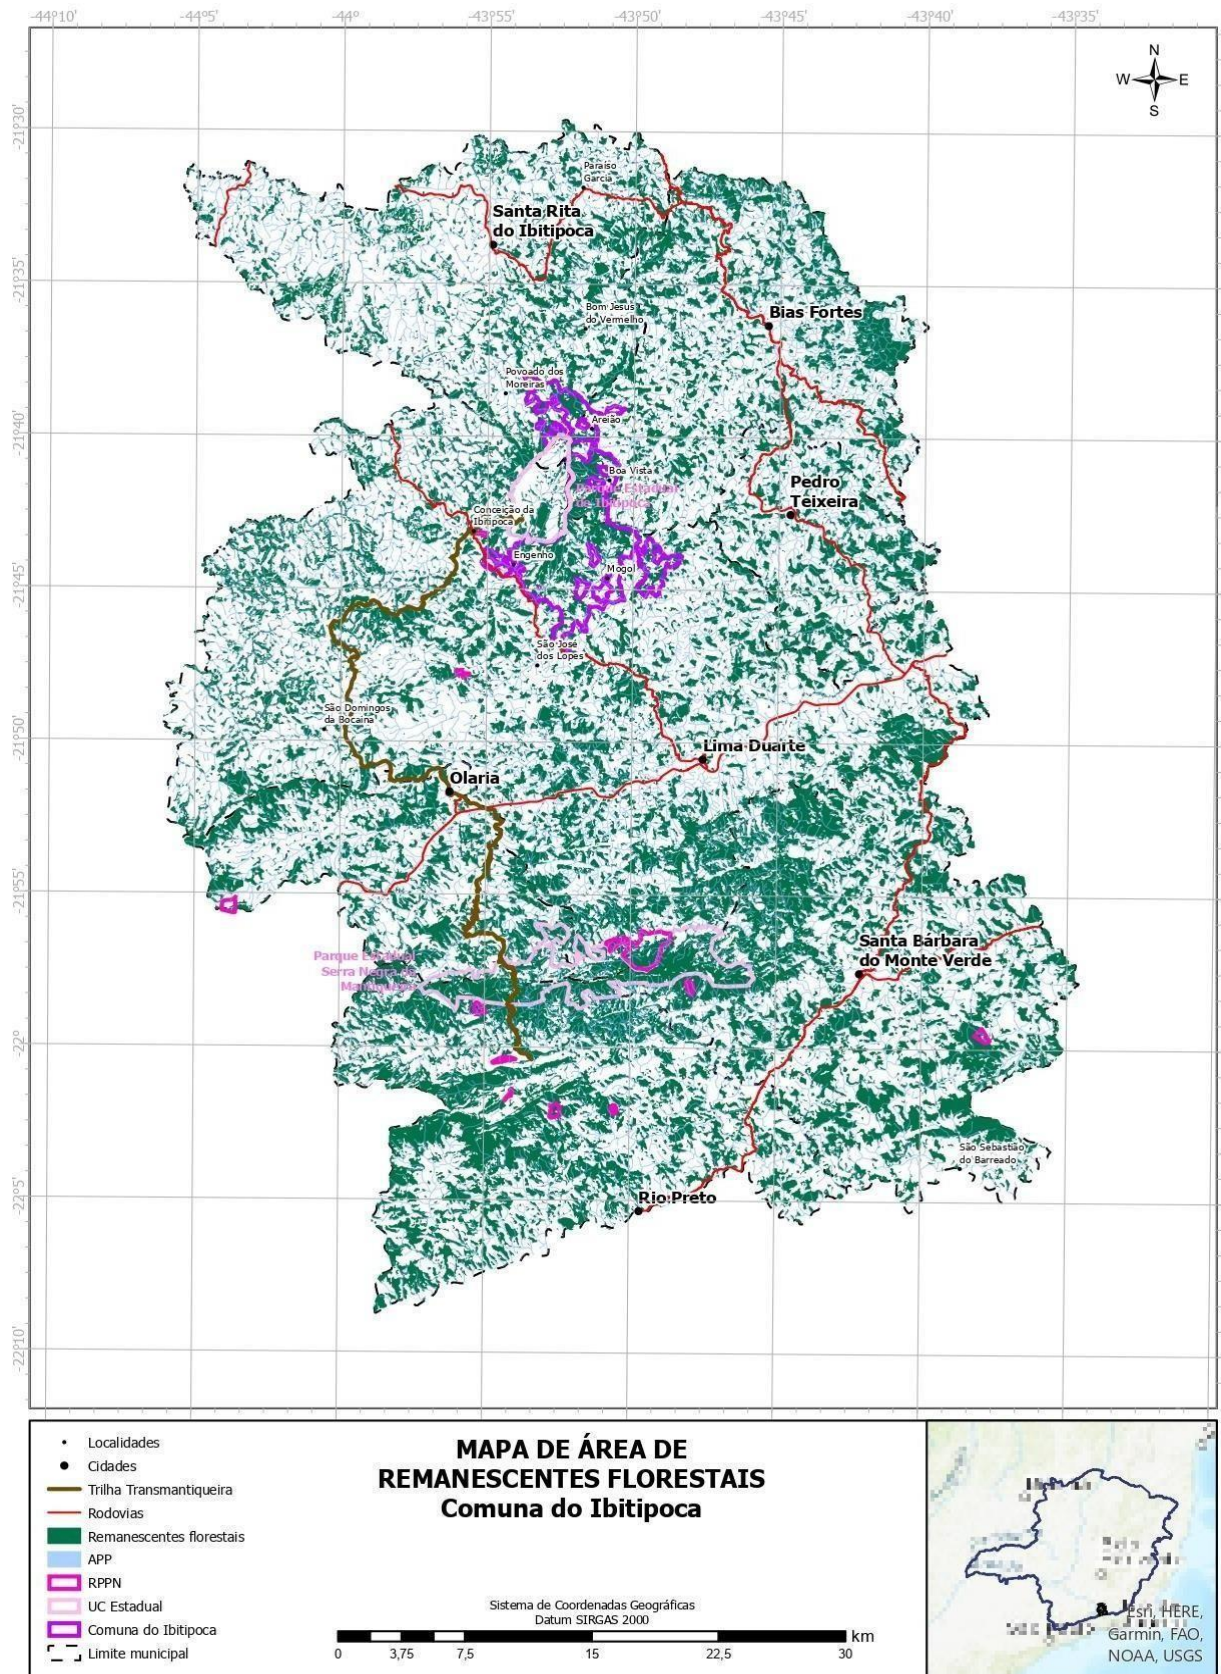 -44°10'
-44°5'
-44°
-43°55'
-43°50'
-43°45'
-43°40'
-43°35'
N
W
E
S
-21°30'
-21°35'
-21°40'
-21°45'
-21°50'
-21°55'
-22°
-22°5'
-22°10'
Paraíso
Garcia
Santa Rita
do Ibitipoca
Bom Jesus
do Vermelho
Bias Fortes
Povoado dos
Moreiras
Areião
Boa Vista
Parque Estadual
de Ibitipoca
Pedro
Teixeira
Conceição da
Ibitipoca
Engenho
Mogol
São José
dos Lopes
São Domingos
da Bocaina
Lima Duarte
Olaria
Santa Bárbara
do Monte Verde
Parque Estadual
Serra Negra da
Mantiqueira
São Sebastião
do Barreado
Rio Preto
Localidades
Cidades
Trilha Transmantiqueira
Rodovias
Remanescentes florestais
APP
RPPN
UC Estadual
Comuna do Ibitipoca
Limite municipal
MAPA DE ÁREA DE
REMANESCENTES FLORESTAIS
Comuna do Ibitipoca
Sistema de Coordenadas Geográficas
Datum SIRGAS 2000
km
0 3,75 7,5 15 22,5 30
Esri, HERE,
Garmin, FAO,
NOAA, USGS